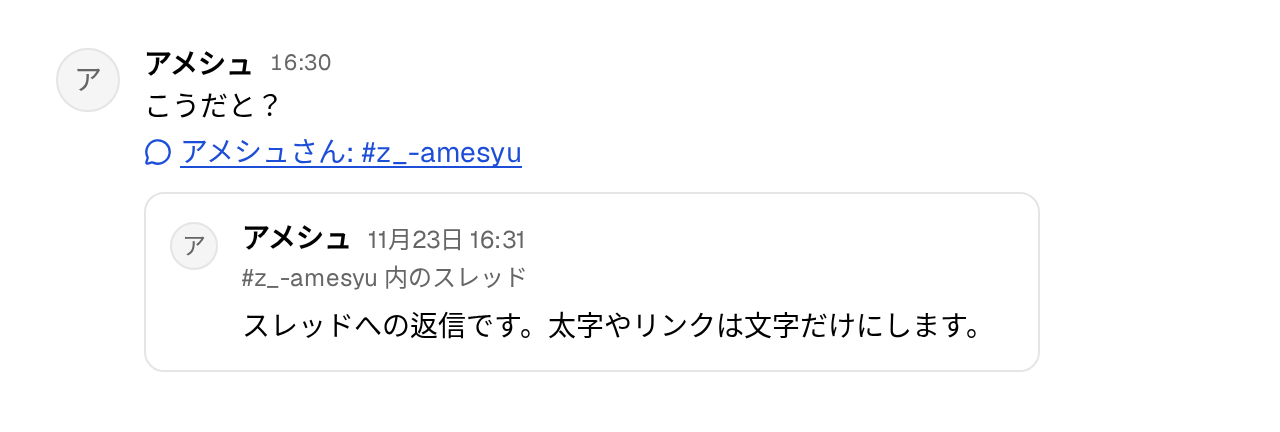 ア
アメシュ 16:30
こうだと？
アメシュさん: #z_-amesyu
ア
アメシュ 11月23日 16:31
#z_-amesyu 内のスレッド
スレッドへの返信です。太字やリンクは文字だけにします。